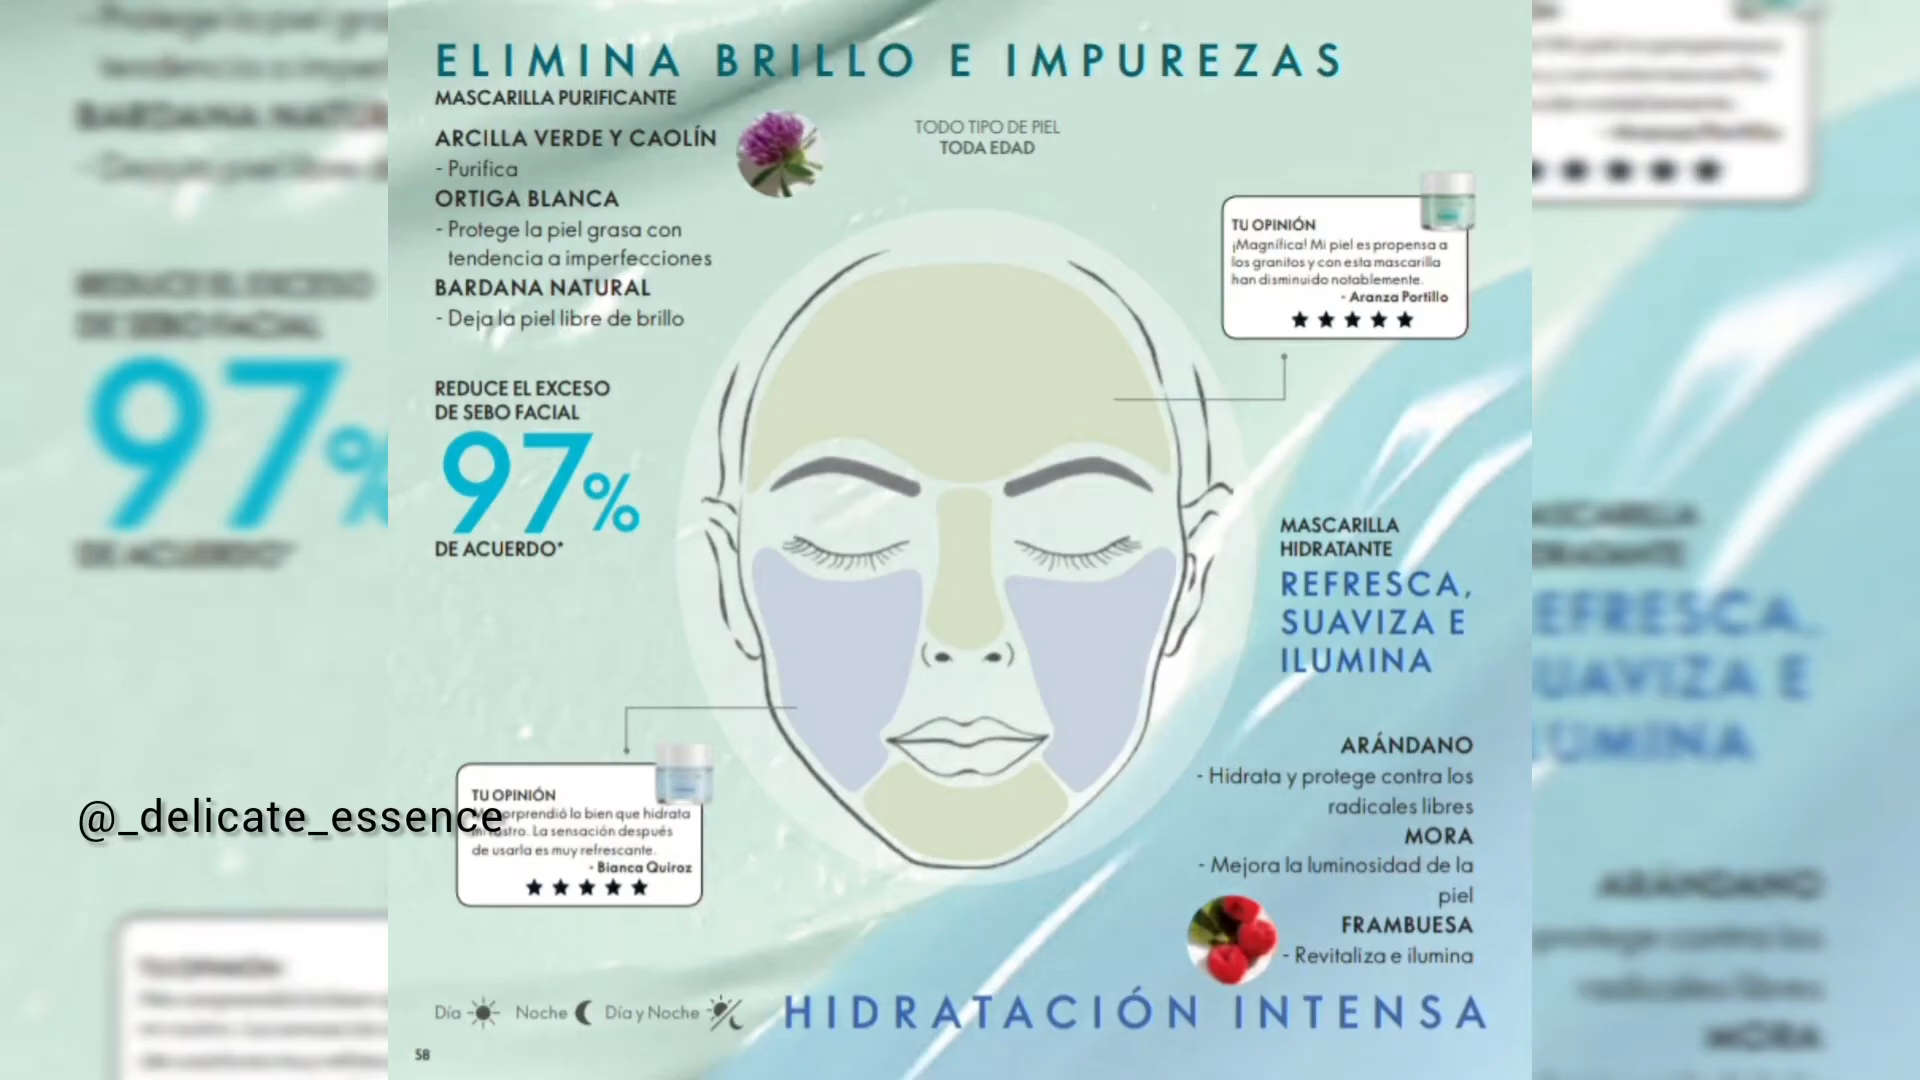 ELIMINA BRILLO E IMPUREZAS
MASCARILLA PURIFICANTE
ARCILLA VERDE Y CAOLÍN
- Purifica
ORTIGA BLANCA
- Protege la piel grasa con
tendencia a imperfecciones
BARDANA NATURAL
- Deja la piel libre de brillo
TODO TIPO DE PIEL
TODA EDAD
TU OPINIÓN
¡Magnífica! Mi piel es propensa a
los granitos y con esta mascarilla
han disminuido notablemente.
- Aranza Portillo
REDUCE EL EXCESO
DE SEBO FACIAL
97%
DE ACUERDO*
MASCARILLA
HIDRATANTE
REFRESCA,
SUAVIZA E
ILUMINA
ARÁNDANO
- Hidrata y protege contra los
radicales libres
MORA
- Mejora la luminosidad de la
piel
FRAMBUESA
- Revitaliza e ilumina
TU OPINIÓN
lo bien que hidrata
La sensación después
de usarla es muy refrescante.
- Bianca Quiroz
@_delicate_essence
Día Noche Día y Noche
HIDRATACIÓN INTENSA
58